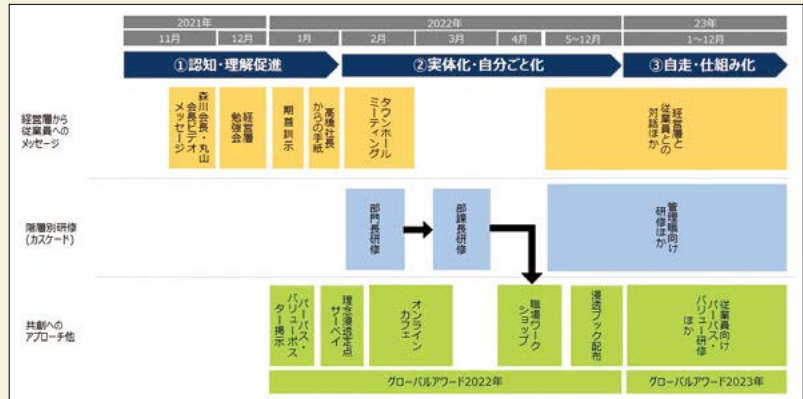 2021年
2022年
23年
11月
12月
1月
2月
3月
4月
5~12月
1~12月
①認知・理解促進
②実体化・自分ごと化
③自走・仕組み化
経営層から
従業員への
メッセージ
森川会長・丸山
会長ビデオ
メッセージ
経営層
勉強会
期首訓示
高橋社長
からの手紙
タウンホール
ミーティング
経営層と
従業員との
対話ほか
階層別研修
(カスケード)
部門長研修
部課長研修
管理職向け
研修ほか
共創への
アプローチ他
パーパス・
バリューポス
ター掲示
理念浸透定点
サーベイ
オンライン
カフェ
職場ワーク
ショップ
浸透ブック配布
従業員向け
パーパス・
バリュー研修
ほか
グローバルアワード2022年
グローバルアワード2023年